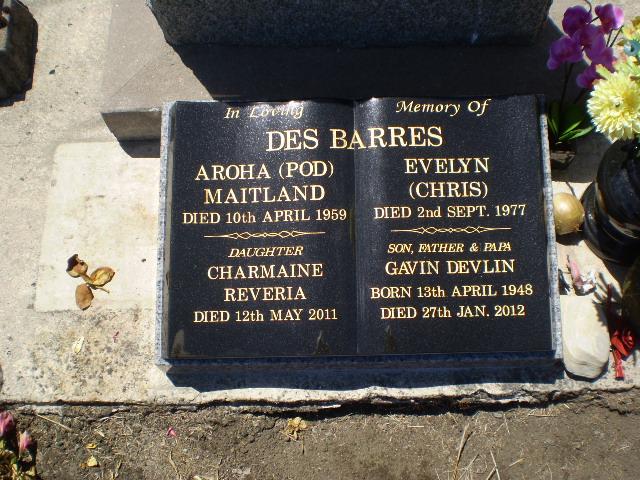 In Loving Memory Of
DES BARRES
AROHA (POD)
MAITLAND
DIED 10th APRIL 1959
DAUGHTER
CHARMAINE
REVERIA
DIED 12th MAY 2011
EVELYN
(CHRIS)
DIED 2nd SEPT. 1977
SON, FATHER & PAPA
GAVIN DEVLIN
BORN 13th APRIL 1948
DIED 27th JAN. 2012